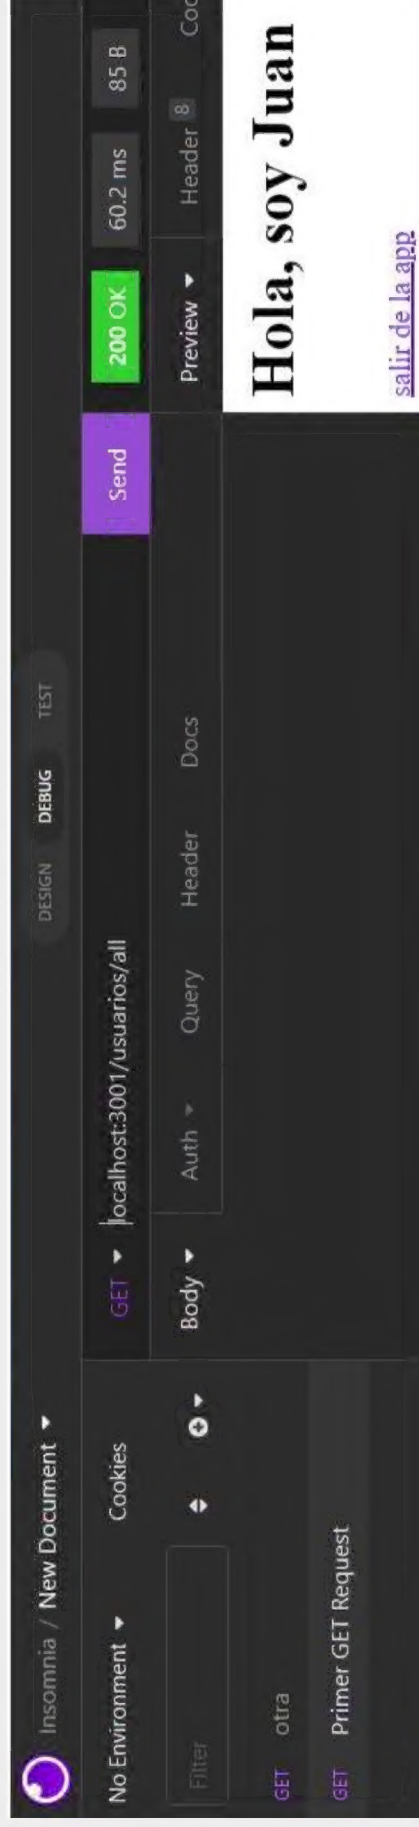 Insomnia / New Document
DESIGN DEBUG TEST
No Environment Cookies
GET localhost:3001/usuarios/all Send
200 OK 60.2 ms 85 B
Filter
Body Auth Query Header Docs
Preview Header 8 Coo
GET otra
GET Primer GET Request
Hola, soy Juan
salir de la app